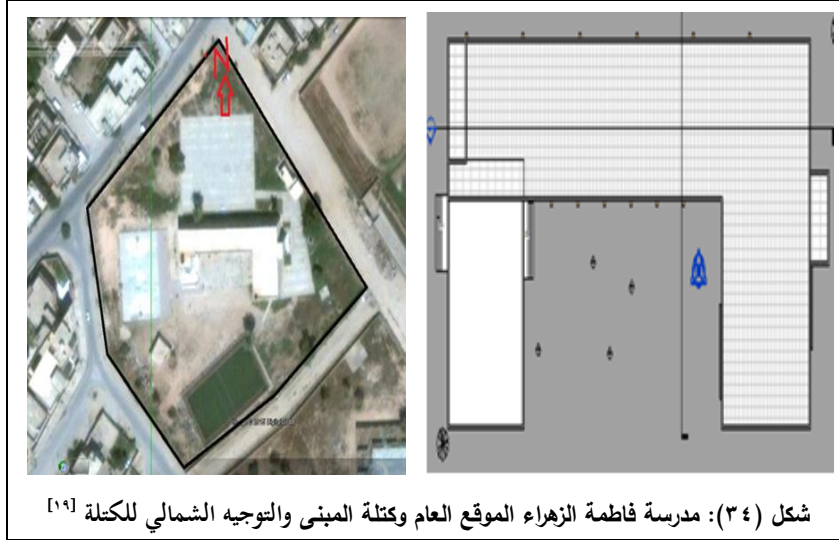 N
شكل (٣٤): مدرسة فاطمة الزهراء الموقع العام وكتلة المبنى والتوجيه الشمالي للكتلة [١٩]